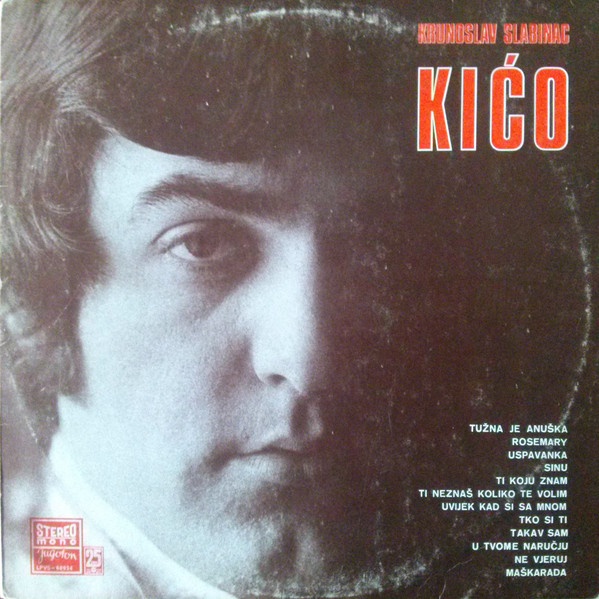 KRUNOSLAV SLABINAC
KIĆO
TUŽNA JE ANUŠKA
ROSEMARY
USPAVANKA
SINU
TI KOJU ZNAM
TI NEZNAŠ KOLIKO TE VOLIM
UVIJEK KAD SI SA MNOM
TKO SI TI
TAKAV SAM
U TVOME NARUČJU
NE VJERUJ
MAŠKARADA
STEREO
mono
Jugoton
25